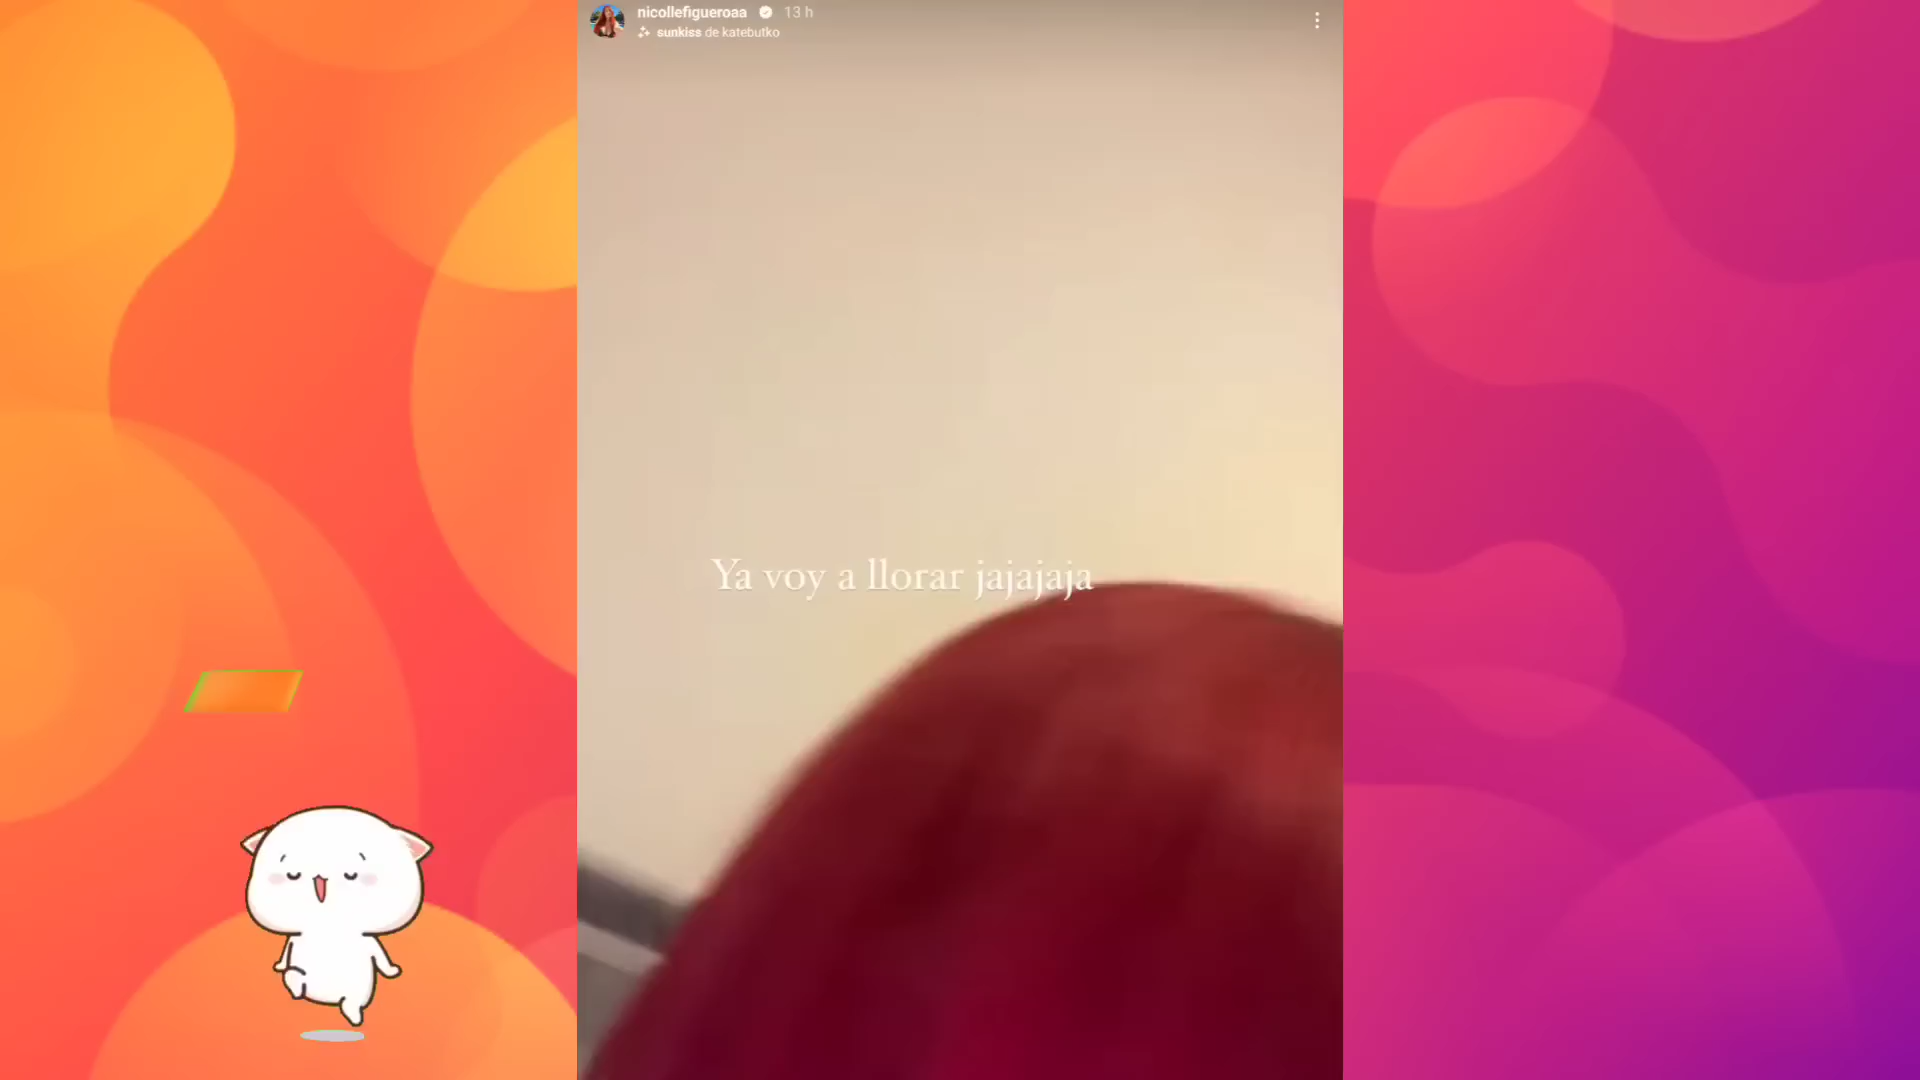 nicollefigueroaa 13 h
sunkiss de katebutko
Ya voy a llorar jajajaja